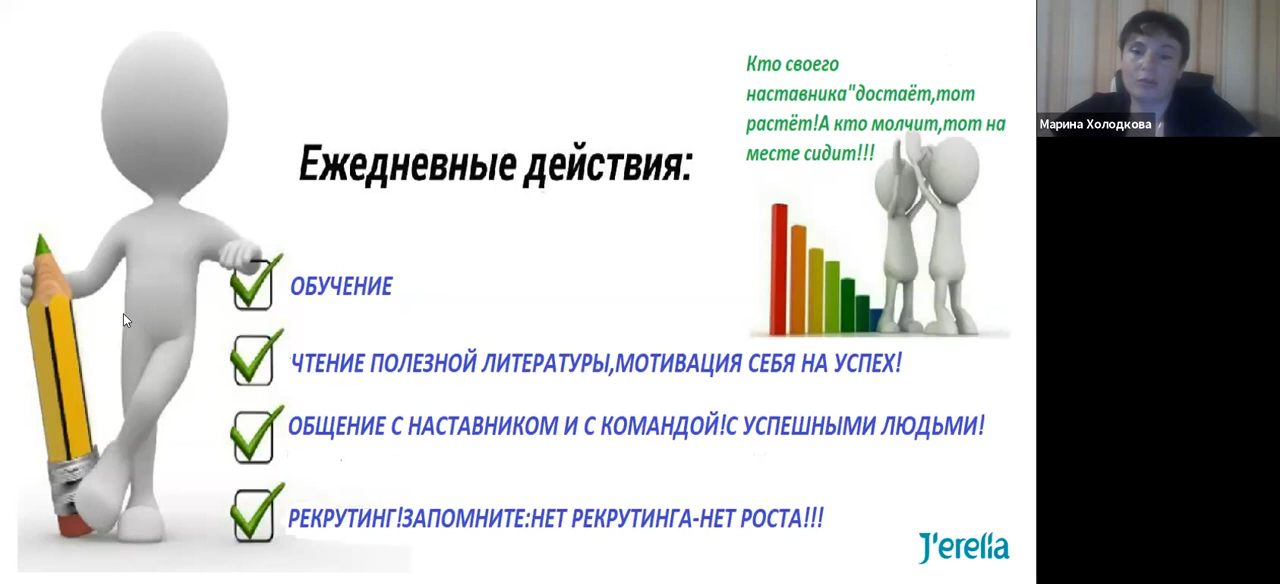 Кто своего
наставника"достаёт,тот
растёт!А кто молчит,тот на
месте сидит!!!
Марина Холодкова
Ежедневные действия:
ОБУЧЕНИЕ
ЧТЕНИЕ ПОЛЕЗНОЙ ЛИТЕРАТУРЫ,МОТИВАЦИЯ СЕБЯ НА УСПЕХ!
ОБЩЕНИЕ С НАСТАВНИКОМ И С КОМАНДОЙ!С УСПЕШНЫМИ ЛЮДЬМИ!
РЕКРУТИНГ!ЗАПОМНИТЕ:НЕТ РЕКРУТИНГА-НЕТ РОСТА!!!
J'erelia